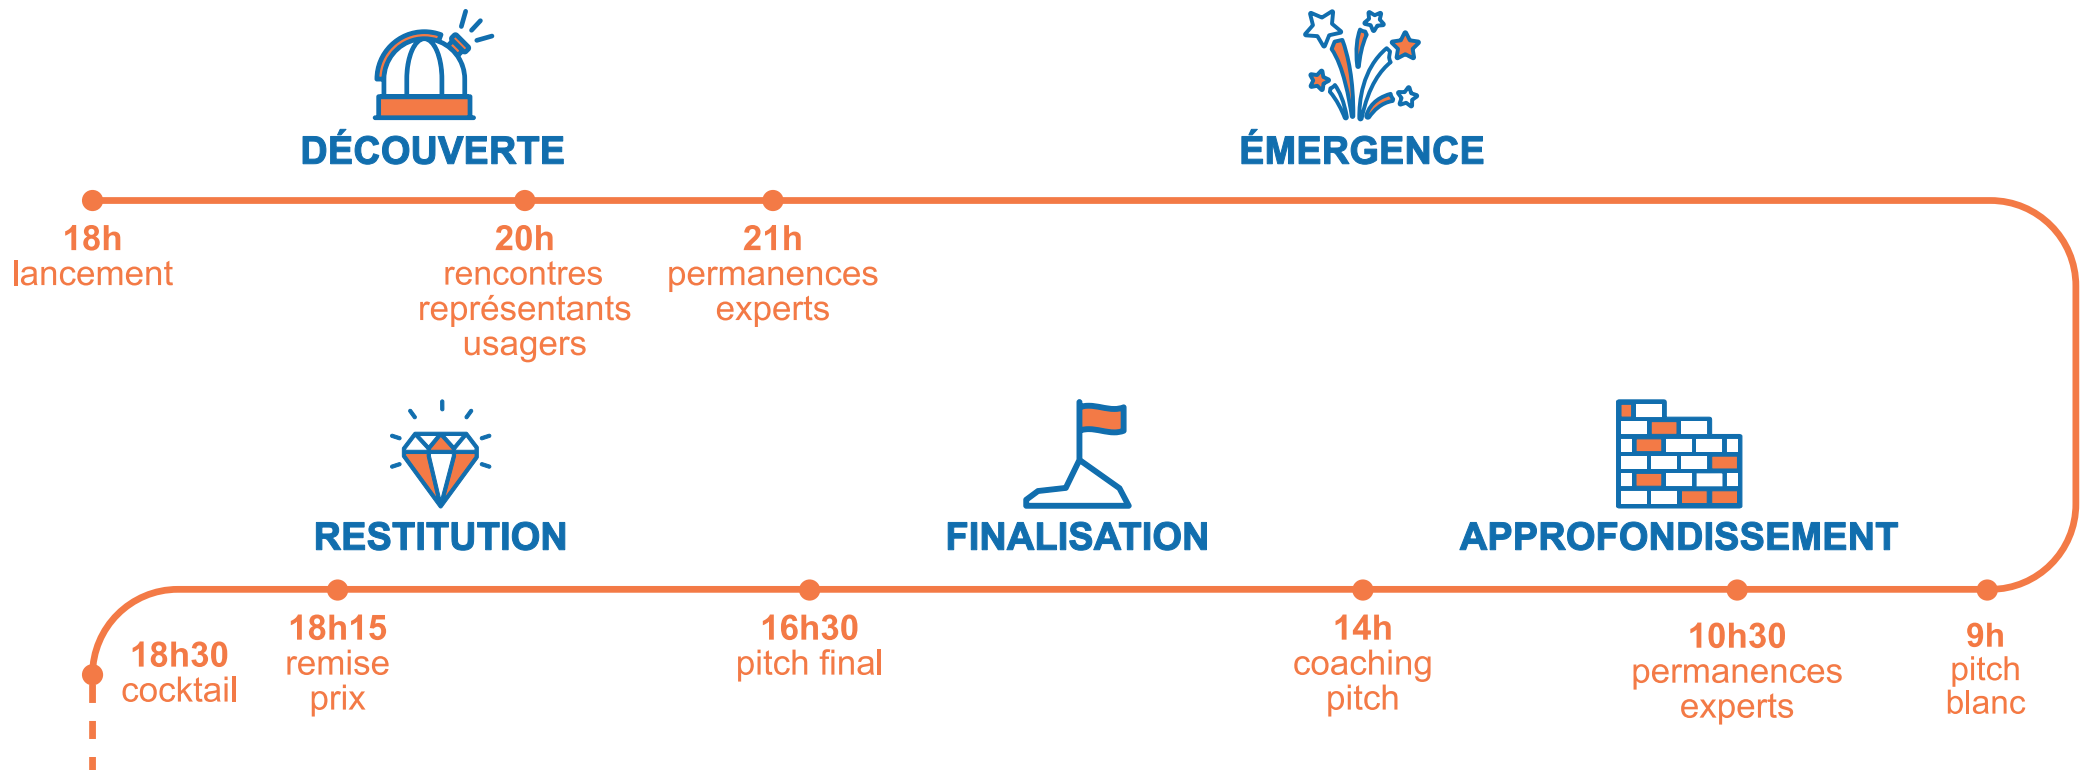 DÉCOUVERTE
ÉMERGENCE
18h
lancement
20h
rencontres
représentants
usagers
21h
permanences
experts
APPROFONDISSEMENT
FINALISATION
RESTITUTION
9h
pitch
blanc
10h30
permanences
experts
14h
coaching
pitch
16h30
pitch final
18h15
remise
prix
18h30
cocktail